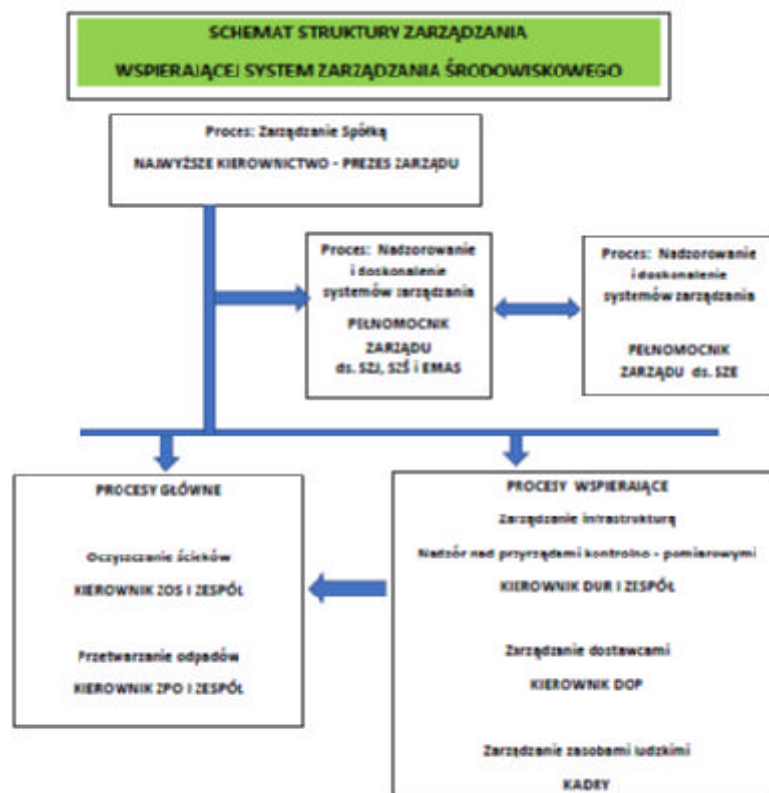 SCHEMAT STRUKTURY ZARZĄDZANIA
WSPIERAJĄCEJ SYSTEM ZARZĄDZANIA ŚRODOWISKOWEGO
Proces: Zarządzanie Spółką
NAJWYŻSZE KIEROWNICTWO – PREZES ZARZĄDU
Proces: Nadzorowanie
i doskonalenie
systemów zarządzania
PEŁNOMOCNIK
ZARZĄDU
ds. SZJ, SZŚ i EMAS
Proces: Nadzorowanie
i doskonalenie
systemów zarządzania
PEŁNOMOCNIK
ZARZĄDU ds. SZE
PROCESY GŁÓWNE
Oczyszczanie ścieków
KIEROWNIK ZOS I ZESPÓŁ
Przetwarzanie odpadów
KIEROWNIK ZPO I ZESPÓŁ
PROCESY WSPIERAJĄCE
Zarządzanie infrastrukturą
Nadzór nad przyrządami kontrolno – pomiarowymi
KIEROWNIK DUR I ZESPÓŁ
Zarządzanie dostawcami
KIEROWNIK DOP
Zarządzanie zasobami ludzkimi
KADRY